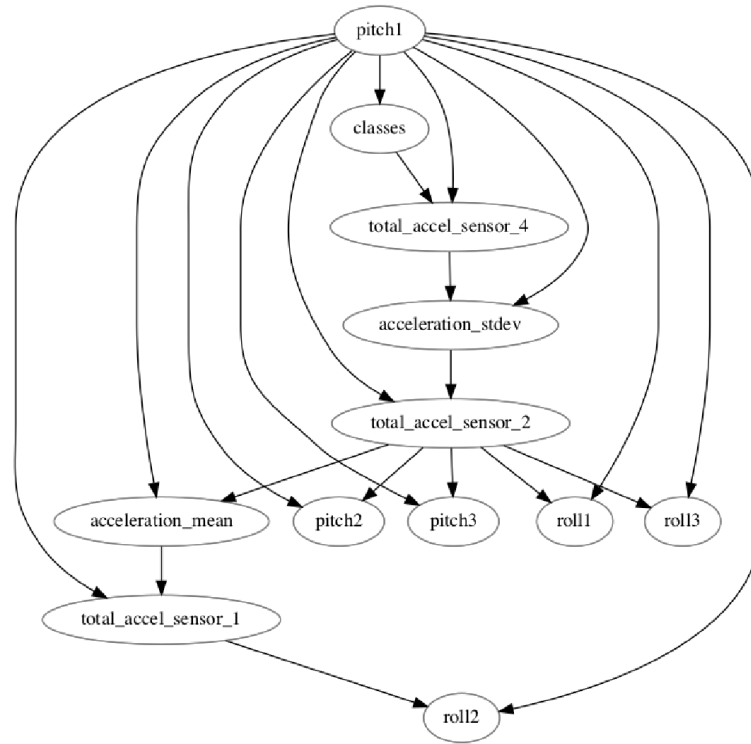 pitch1
classes
total_accel_sensor_4
acceleration_stdev
total_accel_sensor_2
acceleration_mean
pitch2
pitch3
roll1
roll3
total_accel_sensor_1
roll2